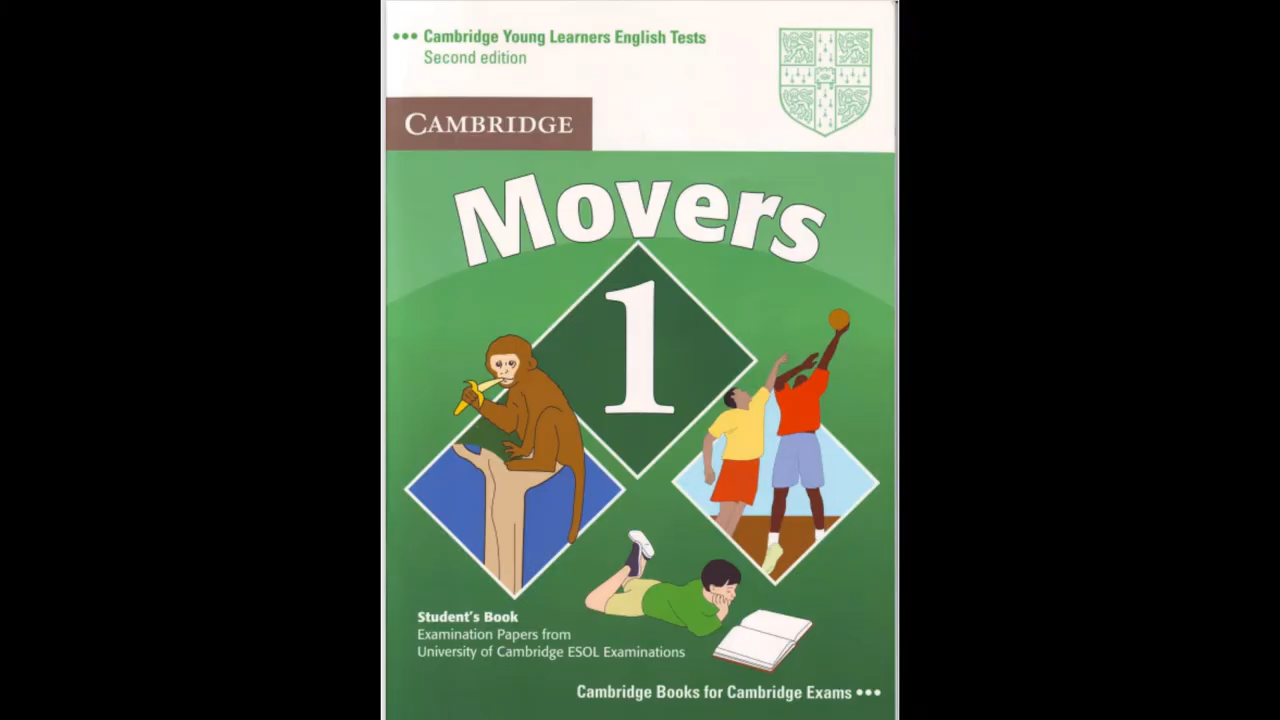 ••• Cambridge Young Learners English Tests
Second edition
CAMBRIDGE
Movers
1
Student's Book
Examination Papers from
University of Cambridge ESOL Examinations
Cambridge Books for Cambridge Exams •••